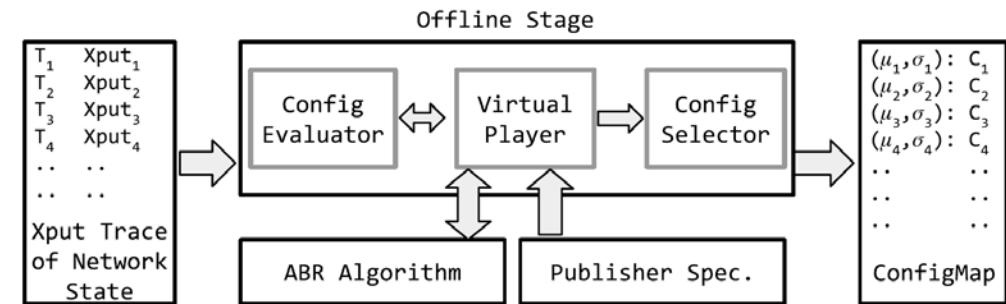 Offline Stage
T1 Xput1
T2 Xput2
T3 Xput3
T4 Xput4
.. ..
.. ..
Xput Trace
of Network
State
Config
Evaluator
Virtual
Player
Config
Selector
ABR Algorithm
Publisher Spec.
(μ1,σ1): C1
(μ2,σ2): C2
(μ3,σ3): C3
(μ4,σ4): C4
.. ..
.. ..
.. ..
ConfigMap